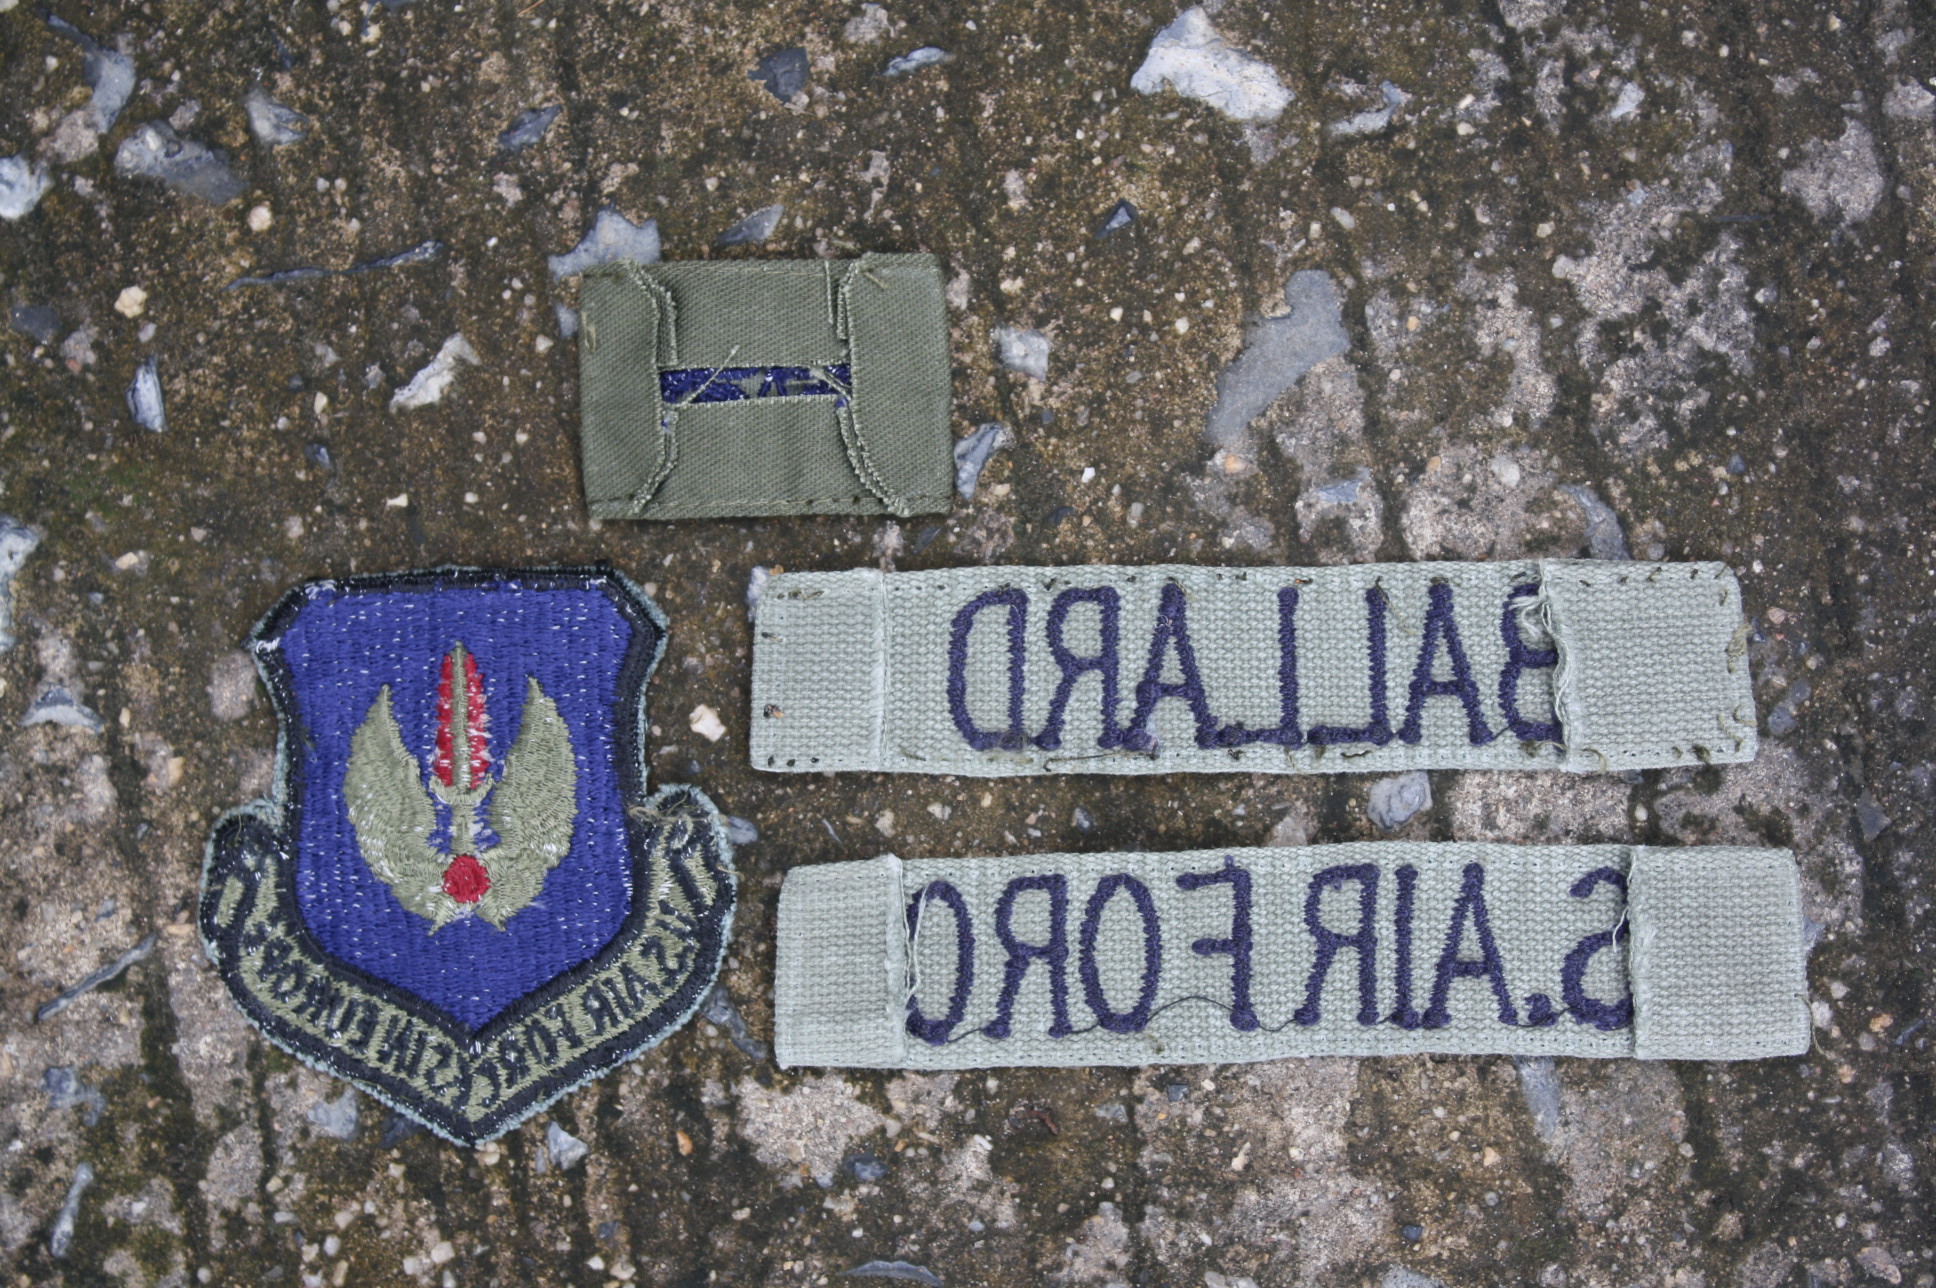 BALLARD
S. AIR FORC
U.S. AIR FORCES IN EUROPE